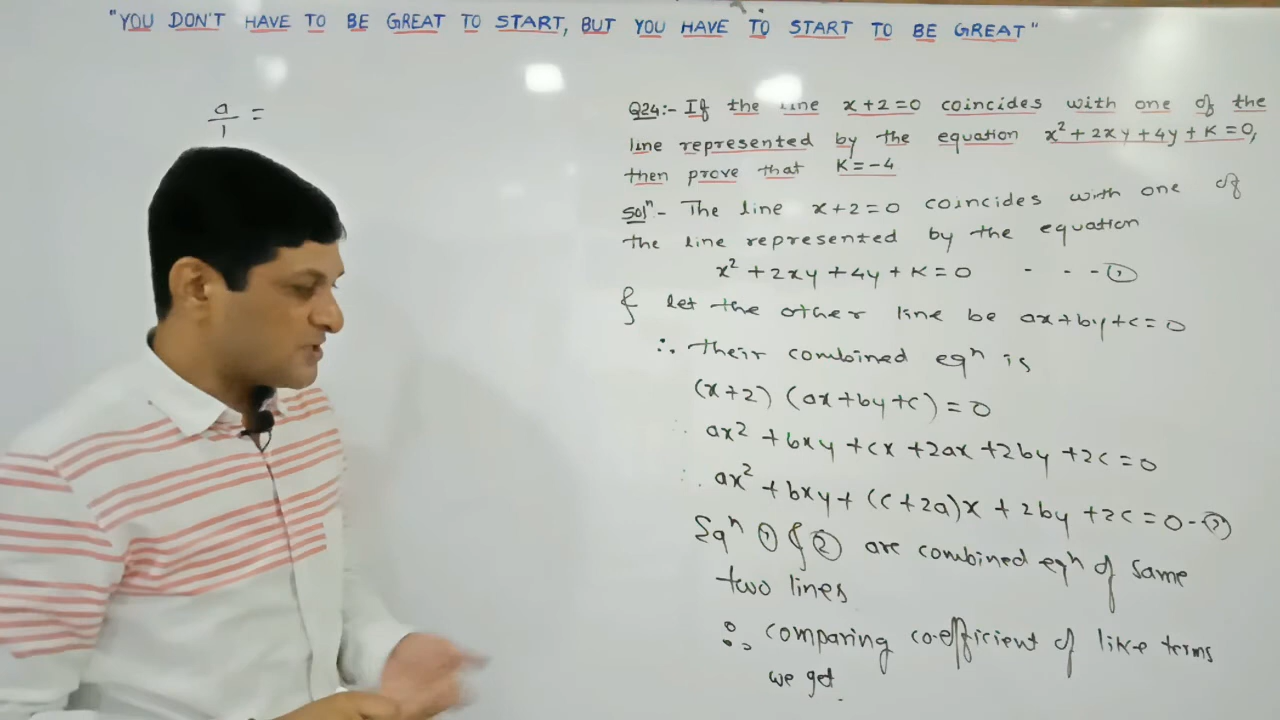 "YOU DON'T HAVE TO BE GREAT TO START, BUT YOU HAVE TO START TO BE GREAT"
a/1 =
Q24:- If the line x+2=0 coincides with one of the
line represented by the equation x²+2xy+4y+K=0,
then prove that K=-4
Solⁿ- The line x+2=0 coincides with one of
the line represented by the equation
x²+2xy+4y+K=0 - - - ①
& let the other line be ax+by+c=0
∴ Their combined eqⁿ is
(x+2) (ax+by+c)=0
∴ ax²+bxy+cx+2ax+2by+2c=0
∴ ax²+bxy+(c+2a)x+2by+2c=0-②
Eqⁿ ① & ② are combined eqⁿ of same
two lines
∴ comparing co-efficient of like terms
we get.